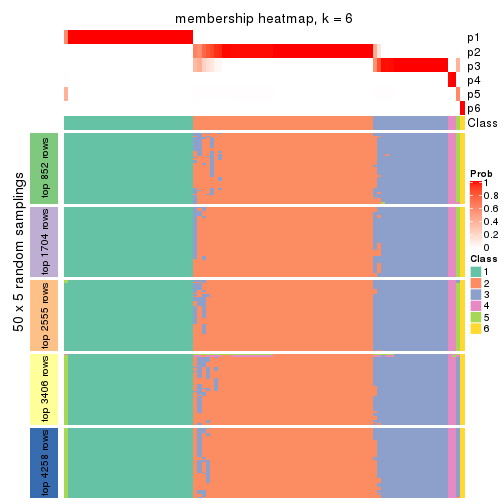 membership heatmap, k = 6
p1
p2
p3
p4
p5
p6
Class
50 x 5 random samplings
top 852 rows
top 1704 rows
top 2555 rows
top 3406 rows
top 4258 rows
Prob
1
0.8
0.6
0.4
0.2
0
Class
1
2
3
4
5
6